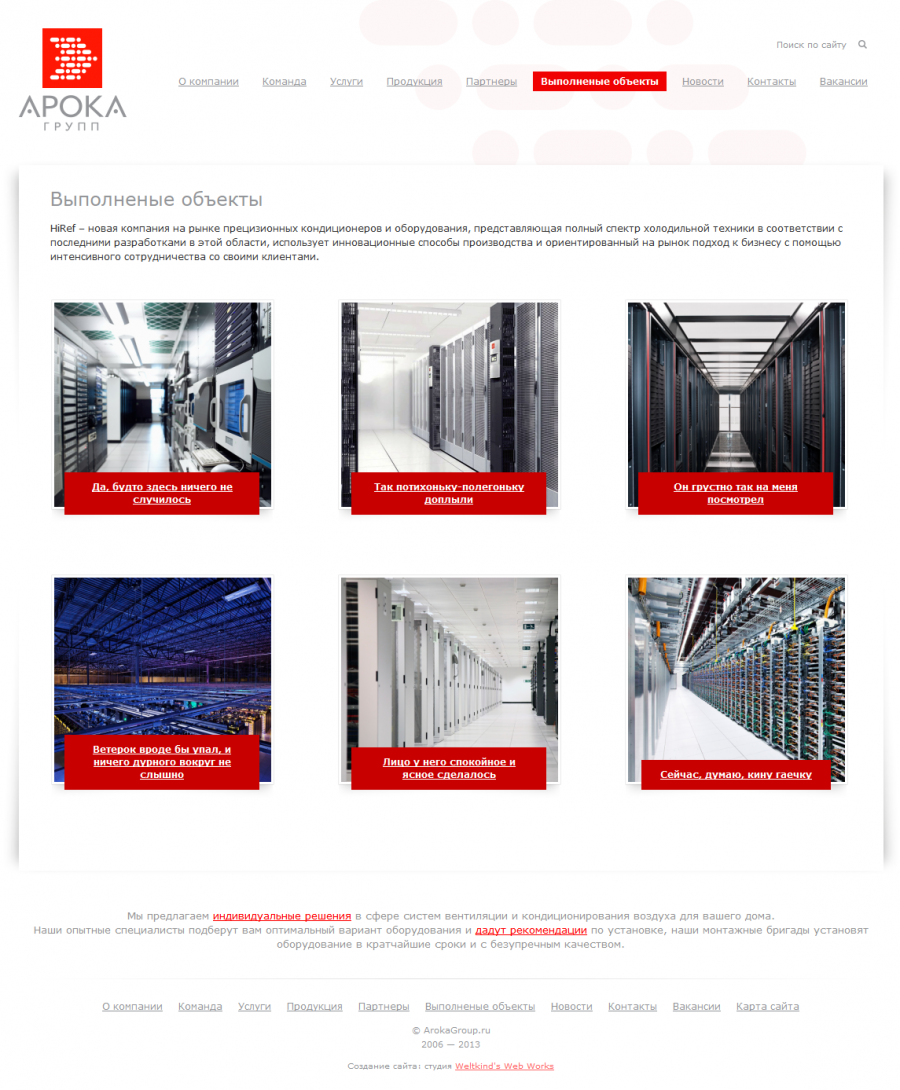 АРОКА
ГРУПП
Поиск по сайту
О компании Команда Услуги Продукция Партнеры Выполненые объекты Новости Контакты Вакансии
Выполненые объекты
HiRef – новая компания на рынке прецизионных кондиционеров и оборудования, представляющая полный спектр холодильной техники в соответствии с
последними разработками в этой области, использует инновационные способы производства и ориентированный на рынок подход к бизнесу с помощью
интенсивного сотрудничества со своими клиентами.
Да, будто здесь ничего не
случилось
Так потихоньку-полегоньку
доплыли
Он грустно так на меня
посмотрел
Ветерок вроде бы упал, и
ничего дурного вокруг не
слышно
Лицо у него спокойное и
ясное сделалось
Сейчас, думаю, кину гаечку
Мы предлагаем индивидуальные решения в сфере систем вентиляции и кондиционирования воздуха для вашего дома.
Наши опытные специалисты подберут вам оптимальный вариант оборудования и дадут рекомендации по установке, наши монтажные бригады установят
оборудование в кратчайшие сроки и с безупречным качеством.
О компании Команда Услуги Продукция Партнеры Выполненые объекты Новости Контакты Вакансии Карта сайта
© ArokaGroup.ru
2006 — 2013
Создание сайта: студия Weltkind's Web Works